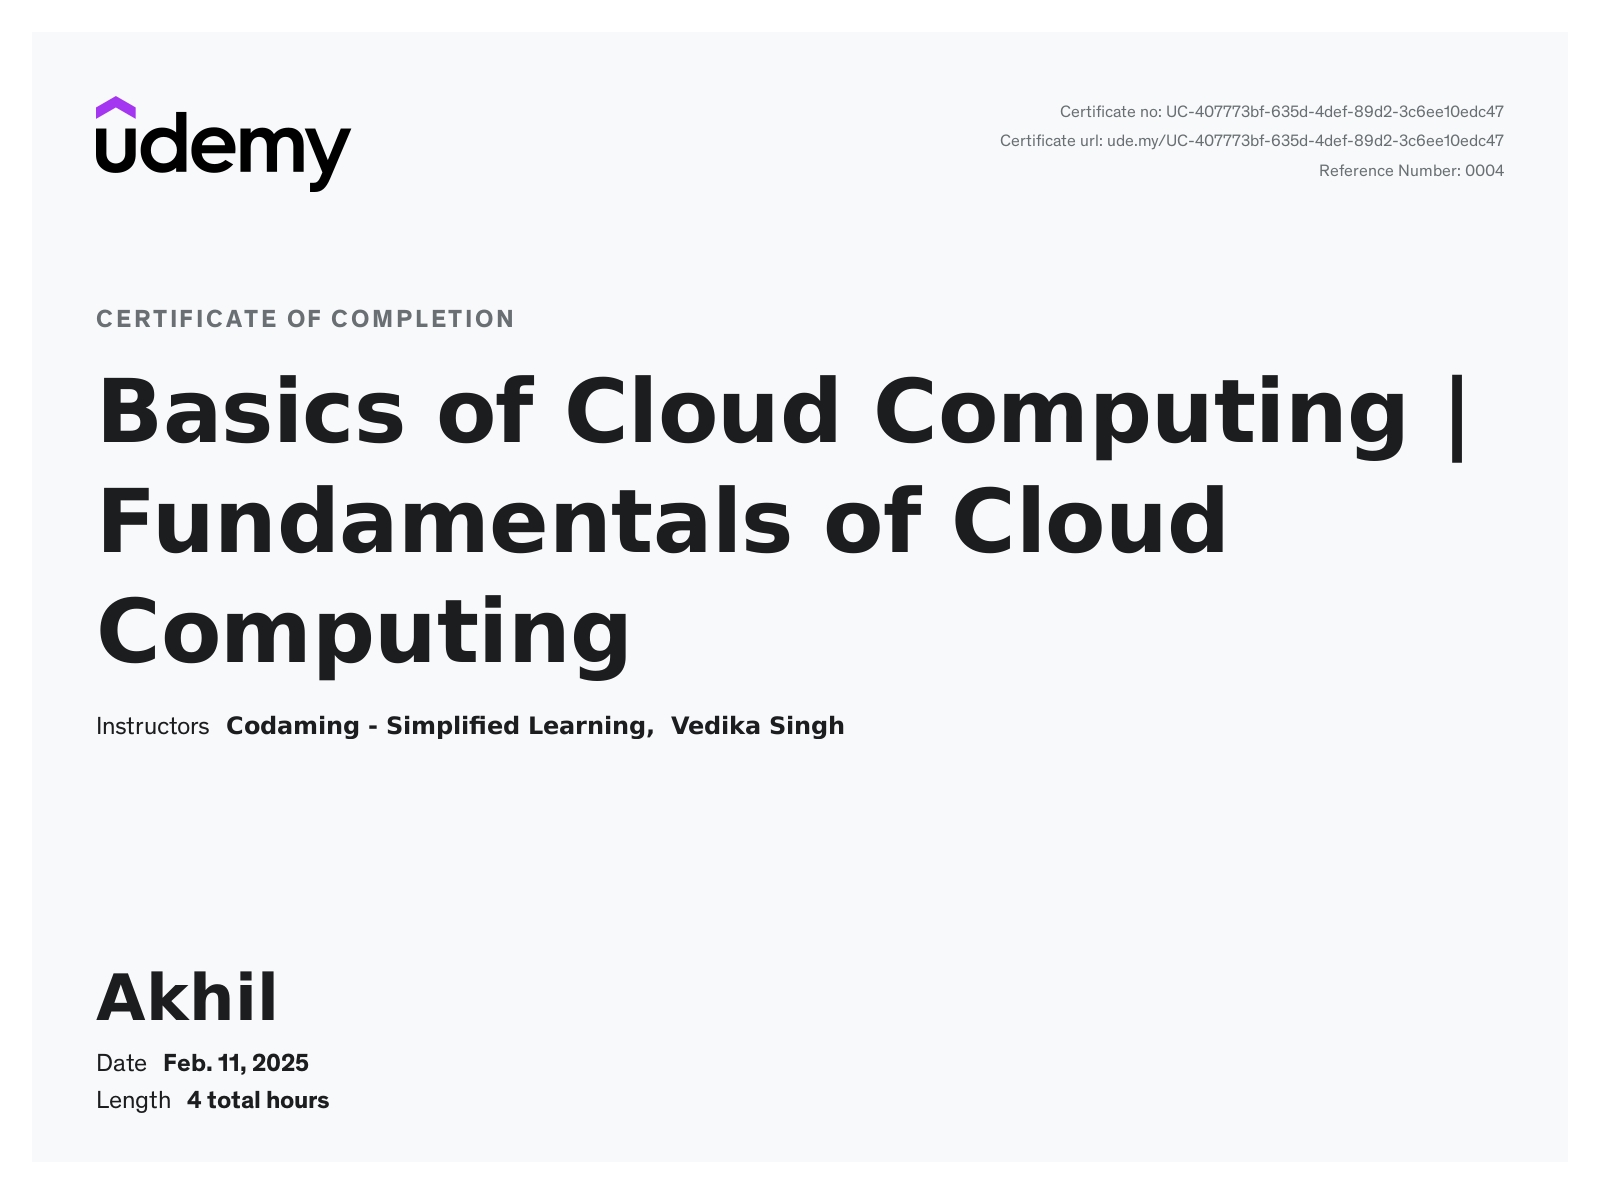 udemy
Certificate no: UC-407773bf-635d-4def-89d2-3c6ee10edc47
Certificate url: ude.my/UC-407773bf-635d-4def-89d2-3c6ee10edc47
Reference Number: 0004
CERTIFICATE OF COMPLETION
Basics of Cloud Computing |
Fundamentals of Cloud
Computing
Instructors Codaming - Simplified Learning, Vedika Singh
Akhil
Date Feb. 11, 2025
Length 4 total hours